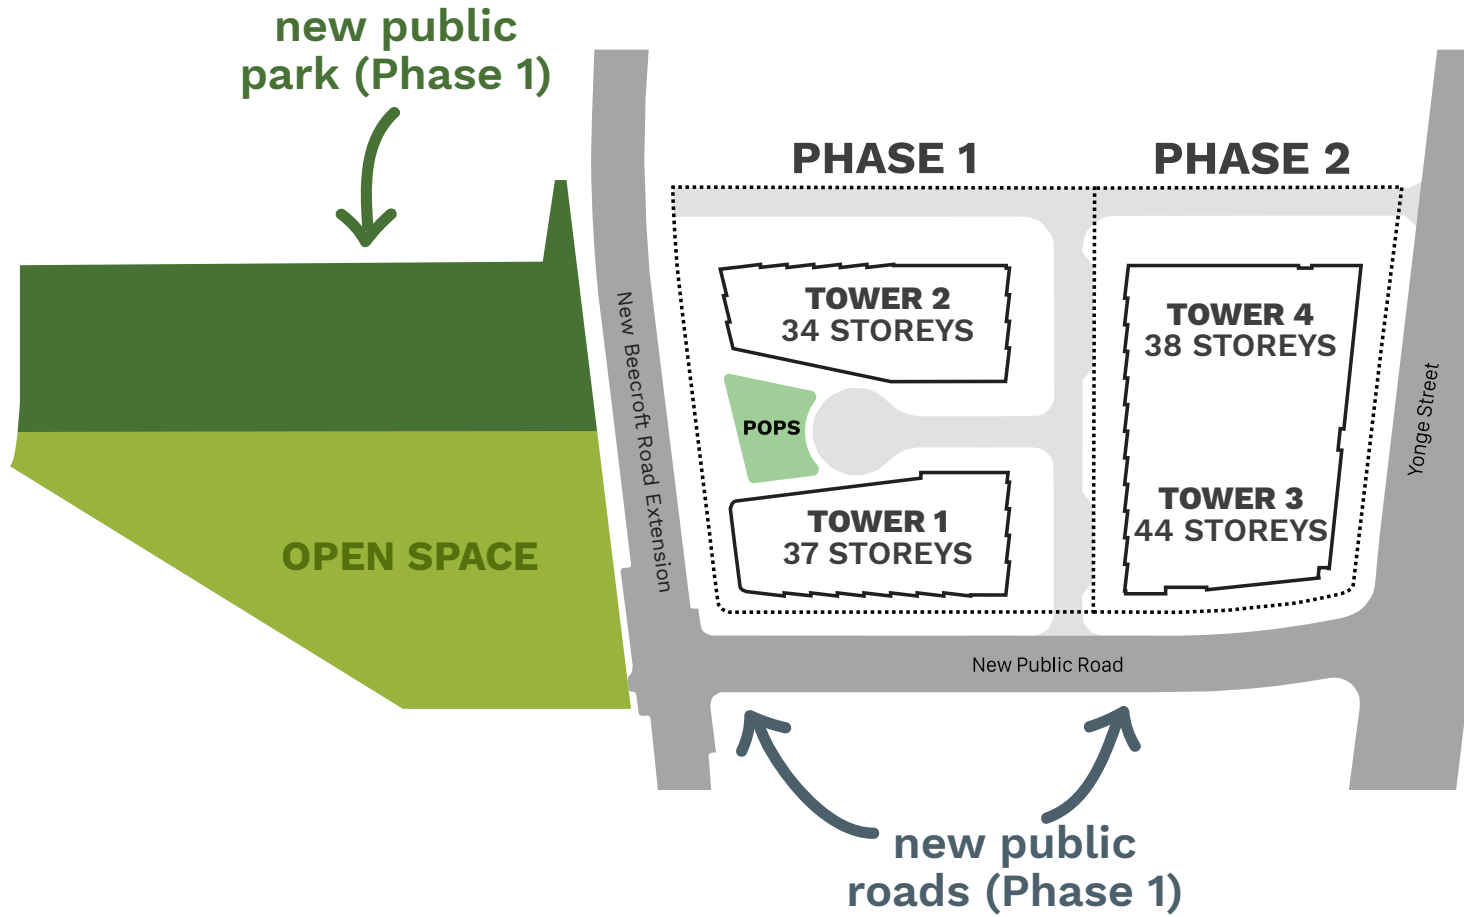 new public
park (Phase 1)
PHASE 1
PHASE 2
TOWER 2
34 STOREYS
TOWER 4
38 STOREYS
New Beecroft Road Extension
Yonge Street
POPS
TOWER 3
44 STOREYS
TOWER 1
37 STOREYS
OPEN SPACE
New Public Road
new public
roads (Phase 1)